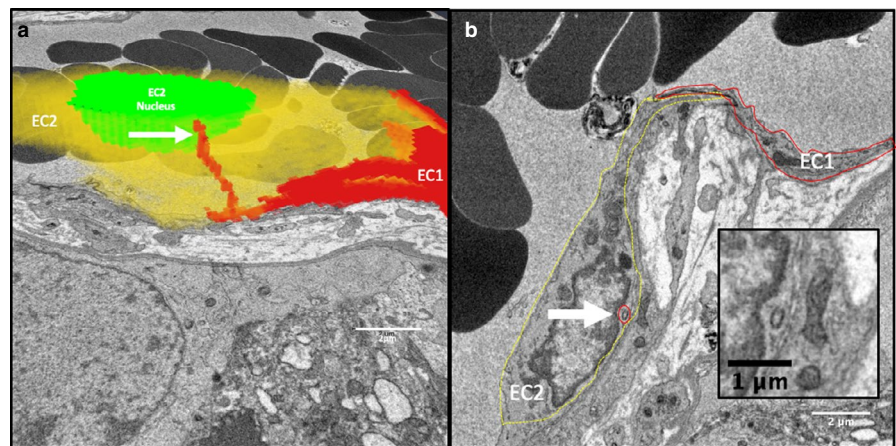 a
EC2
Nucleus
EC2
EC1
2μm
b
EC1
EC2
1 μm
2 μm